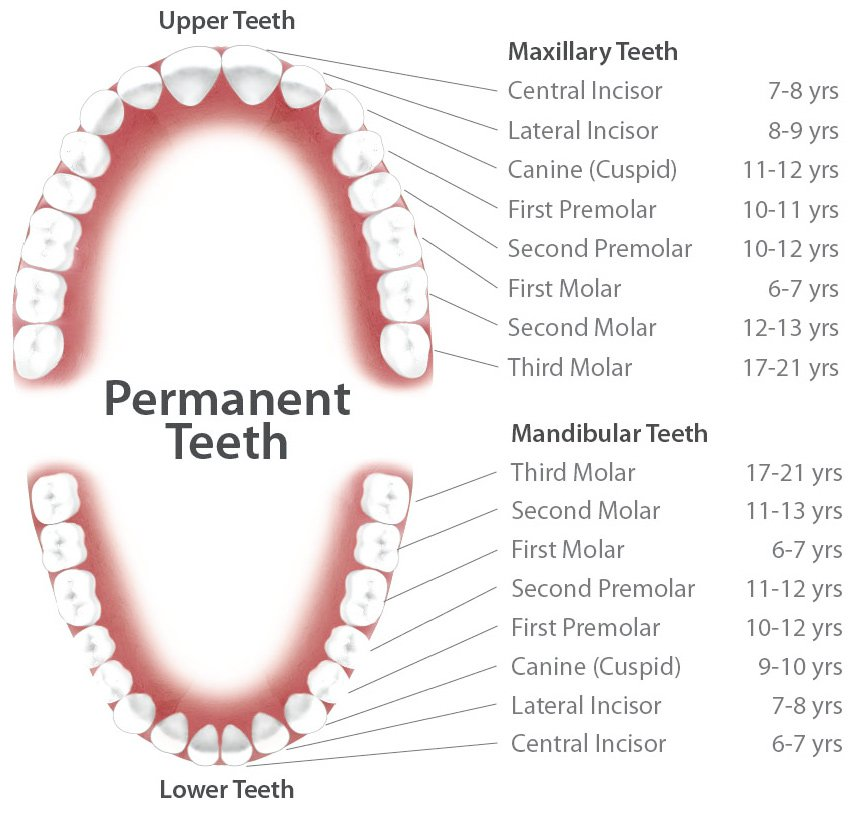 Upper Teeth
Maxillary Teeth
Central Incisor 7-8 yrs
Lateral Incisor 8-9 yrs
Canine (Cuspid) 11-12 yrs
First Premolar 10-11 yrs
Second Premolar 10-12 yrs
First Molar 6-7 yrs
Second Molar 12-13 yrs
Third Molar 17-21 yrs
Permanent
Teeth
Mandibular Teeth
Third Molar 17-21 yrs
Second Molar 11-13 yrs
First Molar 6-7 yrs
Second Premolar 11-12 yrs
First Premolar 10-12 yrs
Canine (Cuspid) 9-10 yrs
Lateral Incisor 7-8 yrs
Central Incisor 6-7 yrs
Lower Teeth